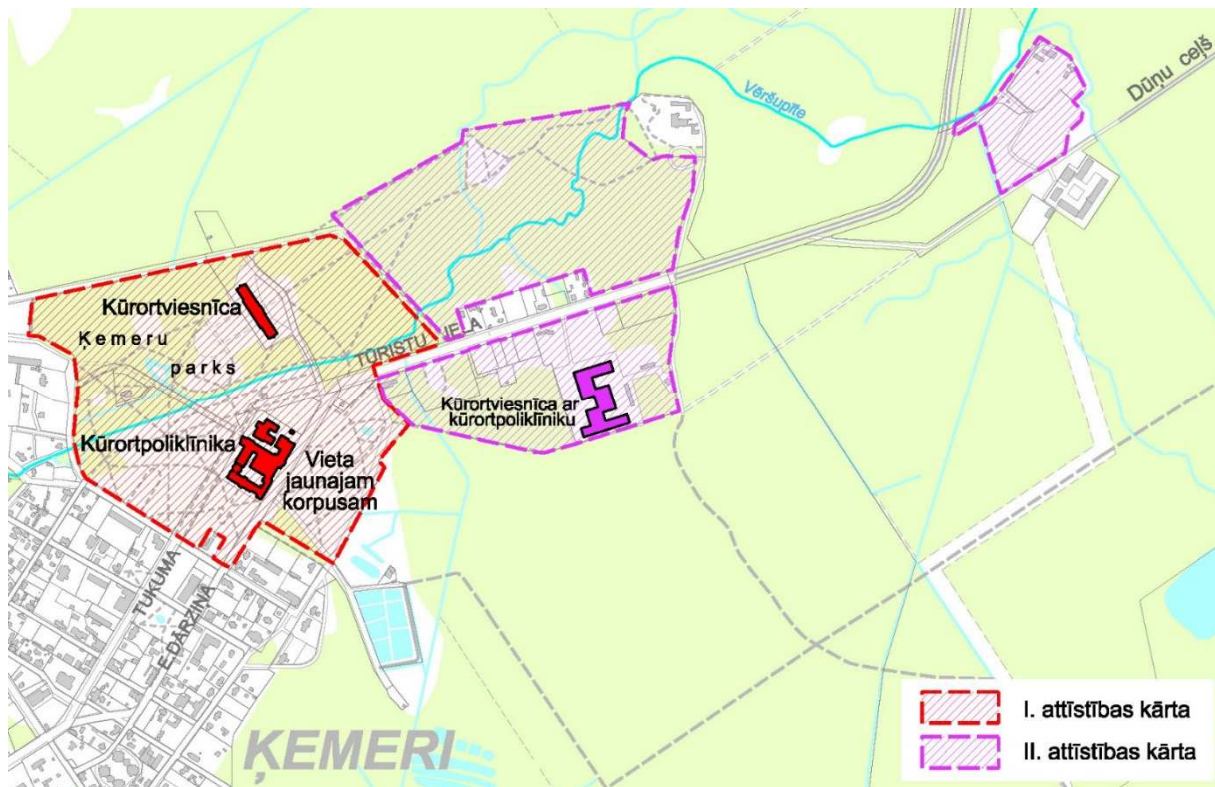 Dūņu ceļš
Vēršupīte
Kūrortviesnīca
Ķemeru
parks
TŪRISTU IELA
Kūrortviesnīca ar
kūrortpoliklīniku
Kūrortpoliklīnika
Vieta
jaunajam
korpusam
TUKUMA
E.DĀRZIŅA
ĶEMERI
I. attīstības kārta
II. attīstības kārta